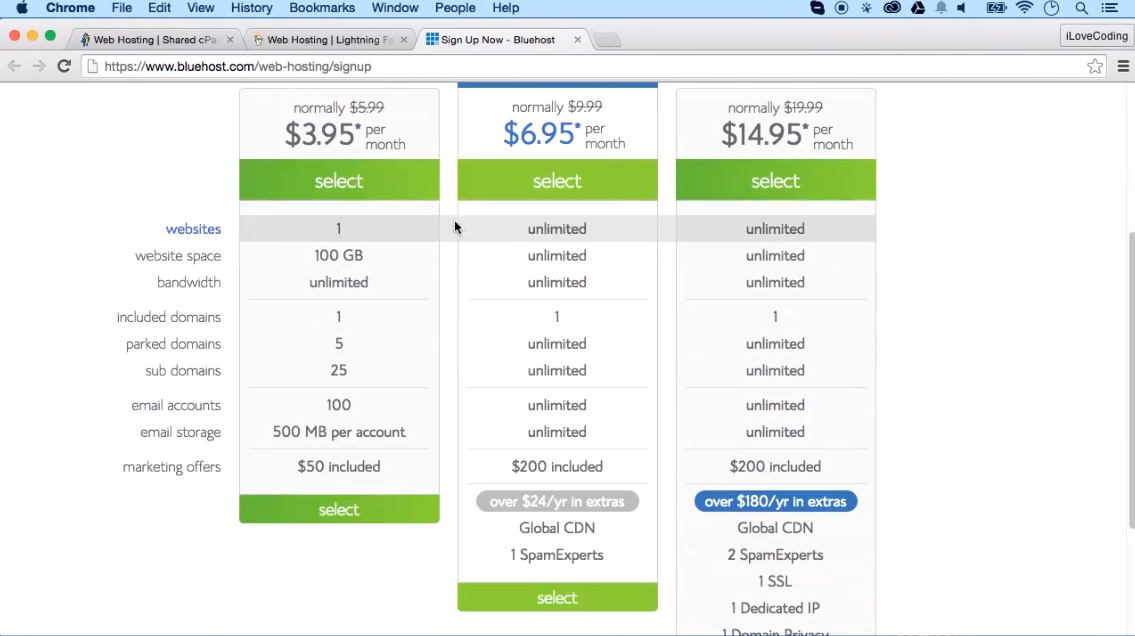 Chrome File Edit View History Bookmarks Window People Help
Web Hosting | Shared cPa
Web Hosting | Lightning Fa
Sign Up Now - Bluehost
iLoveCoding
https://www.bluehost.com/web-hosting/signup
normally $5.99 normally $9.99 normally $19.99
$3.95* per month $6.95* per month $14.95* per month
select select select
websites 1 unlimited unlimited
website space 100 GB unlimited unlimited
bandwidth unlimited unlimited unlimited
included domains 1 1 1
parked domains 5 unlimited unlimited
sub domains 25 unlimited unlimited
email accounts 100 unlimited unlimited
email storage 500 MB per account unlimited unlimited
marketing offers $50 included $200 included $200 included
over $24/yr in extras over $180/yr in extras
select
Global CDN Global CDN
1 SpamExperts 2 SpamExperts
1 SSL
select
1 Dedicated IP
1 Domain Privacy